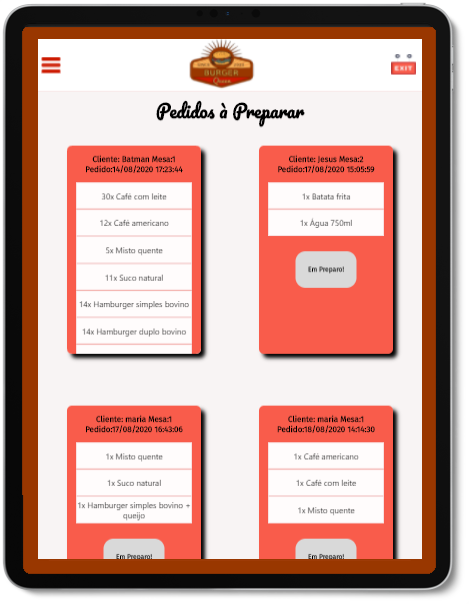 BURGER
Queen
EXIT
Pedidos à Preparar
Cliente: Batman Mesa:1
Pedido:14/08/2020 17:23:44
30x Café com leite
12x Café americano
5x Misto quente
11x Suco natural
14x Hamburger simples bovino
14x Hamburger duplo bovino
Cliente: Jesus Mesa:2
Pedido:17/08/2020 15:05:59
1x Batata frita
1x Água 750ml
Em Preparo!
Cliente: maria Mesa:1
Pedido:17/08/2020 16:43:06
1x Misto quente
1x Suco natural
1x Hamburger simples bovino +
queijo
Em Preparo!
Cliente: maria Mesa:1
Pedido:18/08/2020 14:14:30
1x Café americano
1x Café com leite
1x Misto quente
Em Preparo!